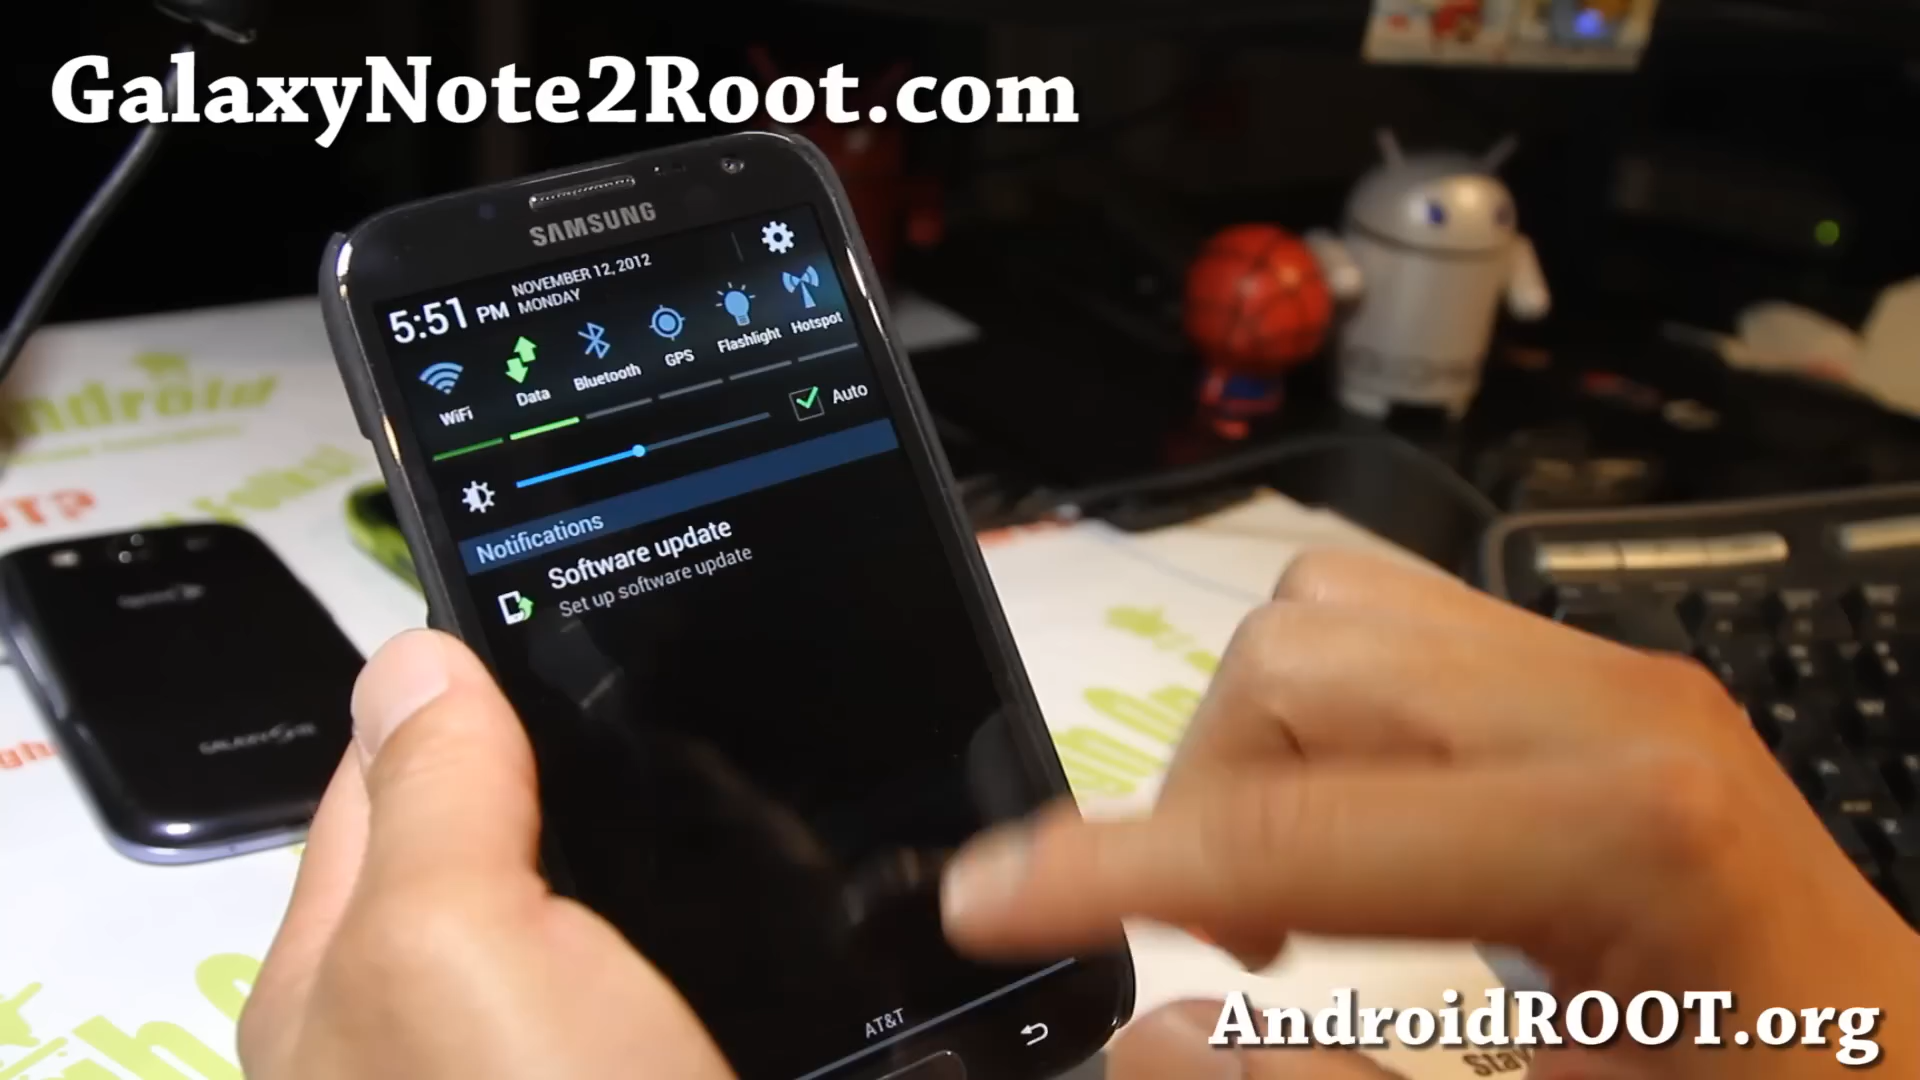 GalaxyNote2Root.com
SAMSUNG
NOVEMBER 12, 2012
5:51 PM MONDAY
WiFi
Data
Bluetooth
GPS
Flashlight
Hotspot
Auto
Notifications
Software update
Set up software update
AT&T
AndroidROOT.org